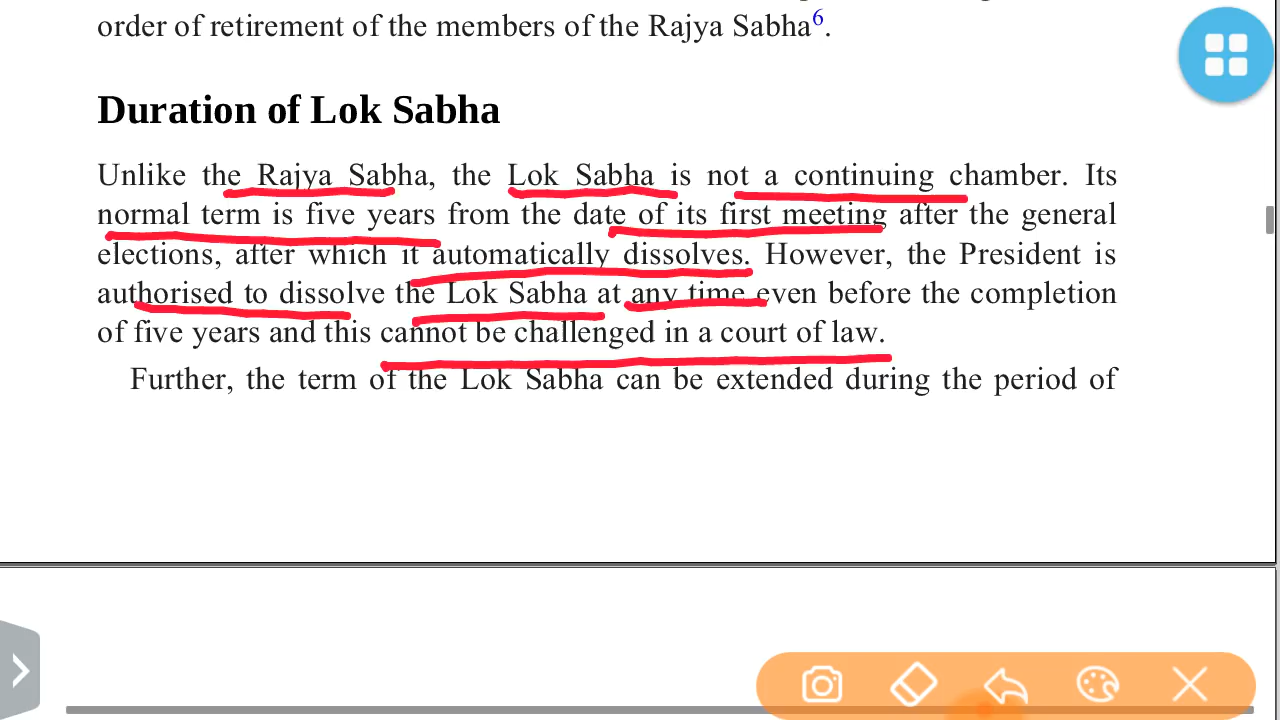 order of retirement of the members of the Rajya Sabha6.
Duration of Lok Sabha
Unlike the Rajya Sabha, the Lok Sabha is not a continuing chamber. Its
normal term is five years from the date of its first meeting after the general
elections, after which it automatically dissolves. However, the President is
authorised to dissolve the Lok Sabha at any time even before the completion
of five years and this cannot be challenged in a court of law.
Further, the term of the Lok Sabha can be extended during the period of